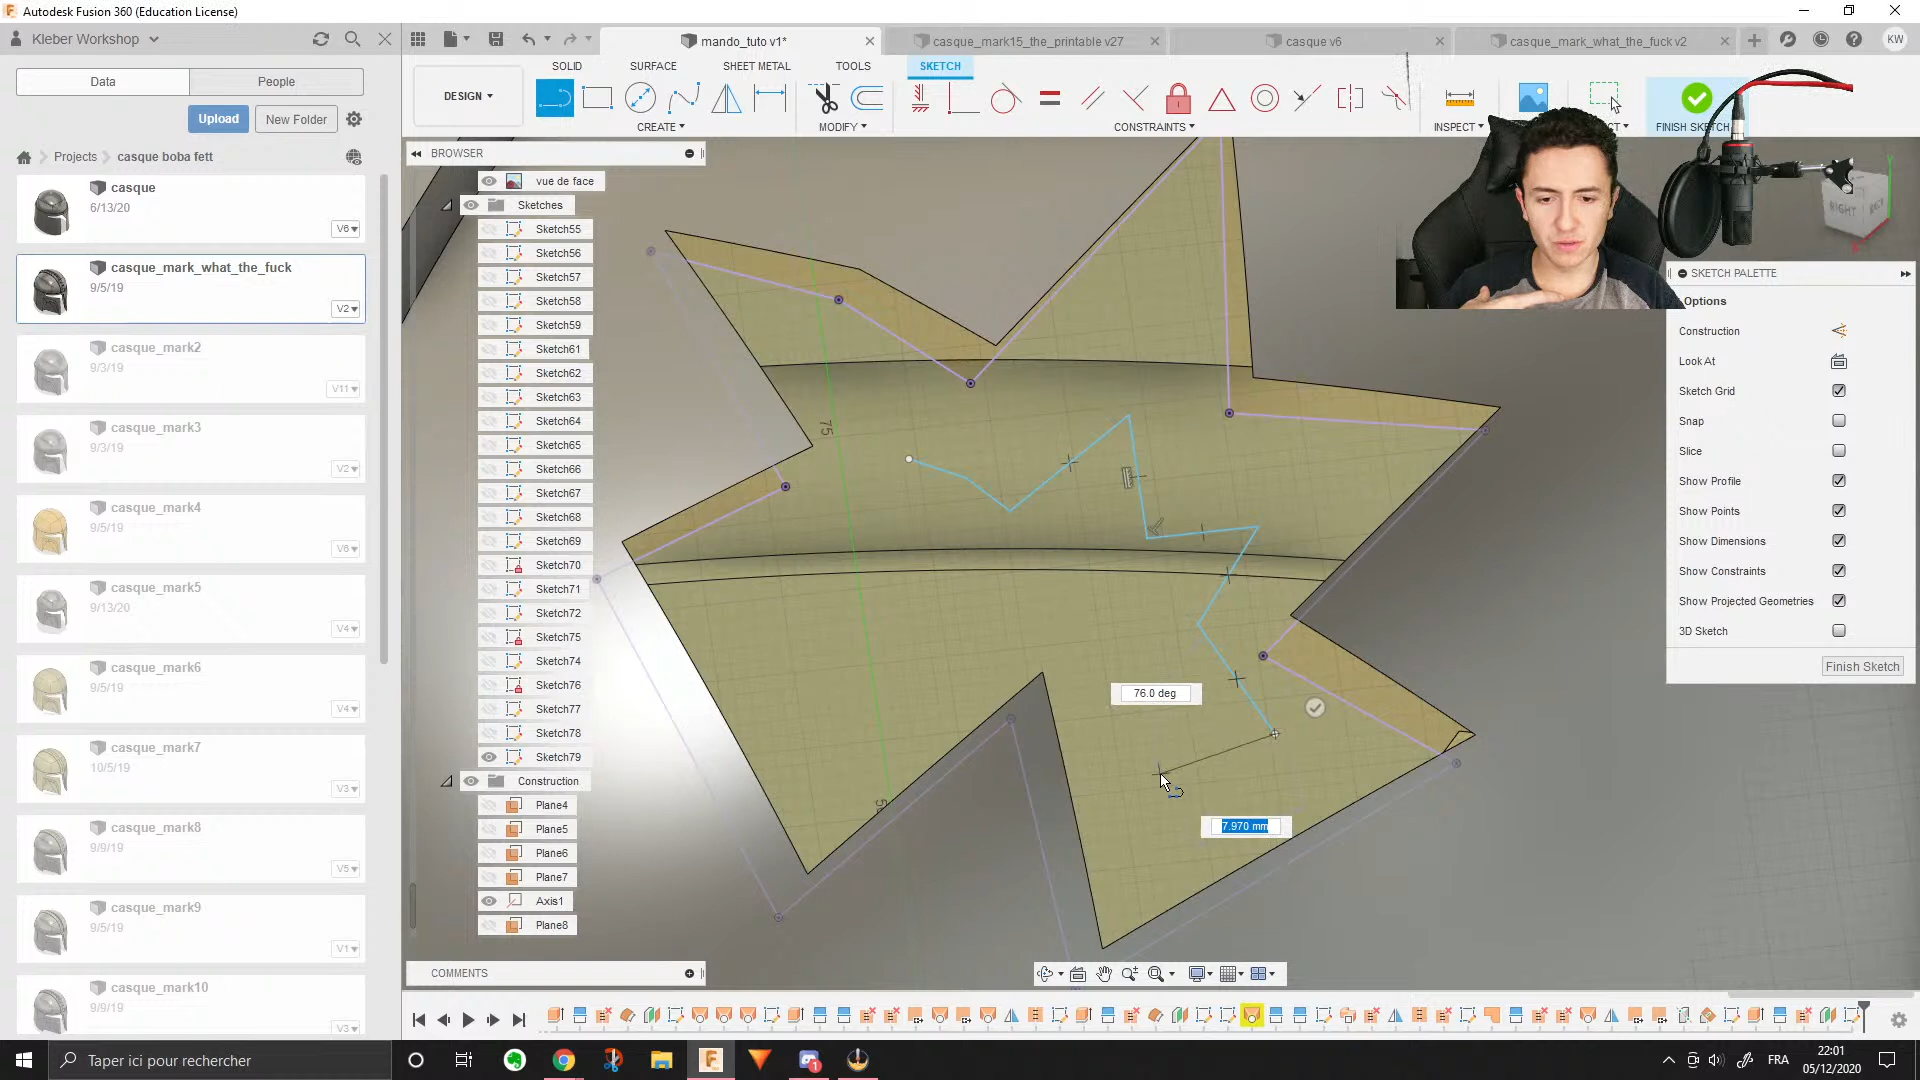 Autodesk Fusion 360 (Education License)
Kleber Workshop
mando_tuto v1*
casque_mark15_the_printable v27
casque v6
casque_mark_what_the_fuck v2
KW
Data
People
Upload
New Folder
Projects
casque boba fett
casque
6/13/20
V6
casque_mark_what_the_fuck
9/5/19
V2
casque_mark2
9/3/19
V11
casque_mark3
9/3/19
V2
casque_mark4
9/5/19
V6
casque_mark5
9/13/20
V4
casque_mark6
9/5/19
V4
casque_mark7
10/5/19
V3
casque_mark8
9/9/19
V5
casque_mark9
9/5/19
V1
casque_mark10
9/9/19
V3
DESIGN
SOLID
SURFACE
SHEET METAL
TOOLS
SKETCH
CREATE
MODIFY
CONSTRAINTS
INSPECT
FINISH SKETCH
BROWSER
vue de face
Sketches
Sketch55
Sketch56
Sketch57
Sketch58
Sketch59
Sketch61
Sketch62
Sketch63
Sketch64
Sketch65
Sketch66
Sketch67
Sketch68
Sketch69
Sketch70
Sketch71
Sketch72
Sketch75
Sketch74
Sketch76
Sketch77
Sketch78
Sketch79
Construction
Plane4
Plane5
Plane6
Plane7
Axis1
Plane8
COMMENTS
75
76.0 deg
7.970 mm
RIGHT
SKETCH PALETTE
Options
Construction
Look At
Sketch Grid
Snap
Slice
Show Profile
Show Points
Show Dimensions
Show Constraints
Show Projected Geometries
3D Sketch
Finish Sketch
Taper ici pour rechercher
FRA
22:01
05/12/2020